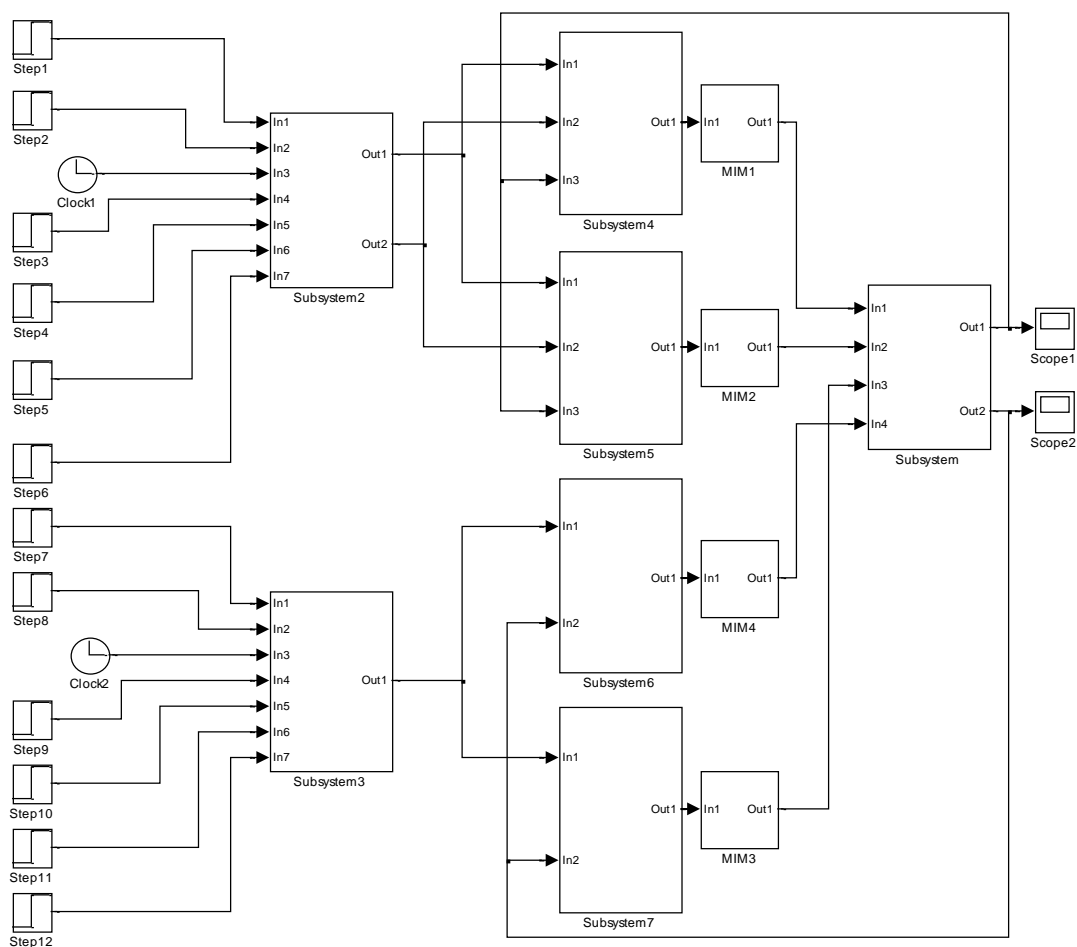 Step1
Step2
Clock1
Step3
Step4
Step5
Step6
Step7
Step8
Clock2
Step9
Step10
Step11
Step12
In1
In2
In3
In4
In5
In6
In7
Out1
Out2
Subsystem2
In1
In2
In3
In4
In5
In6
In7
Out1
Subsystem3
In1
In2
In3
Out1
Subsystem4
In1
In2
In3
Out1
Subsystem5
In1
In2
Out1
Subsystem6
In1
In2
Out1
Subsystem7
In1
Out1
MIM1
In1
Out1
MIM2
In1
Out1
MIM4
In1
Out1
MIM3
In1
In2
In3
In4
Out1
Out2
Subsystem
Scope1
Scope2